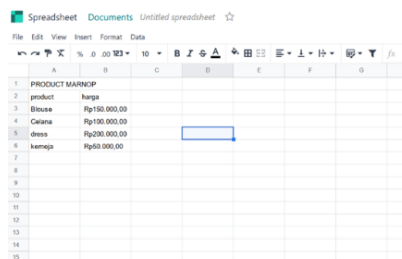 Spreadsheet Documents Untitled spreadsheet
File Edit View Insert Format Data
% .0 .00 123 10 B I S A fx
A B C D E F G
1 PRODUCT MARNOP
2 product harga
3 Blouse Rp150.000,00
4 Celana Rp100.000,00
5 dress Rp200.000,00
6 kemeja Rp50.000,00
7
8
9
10
11
12
13
14
15